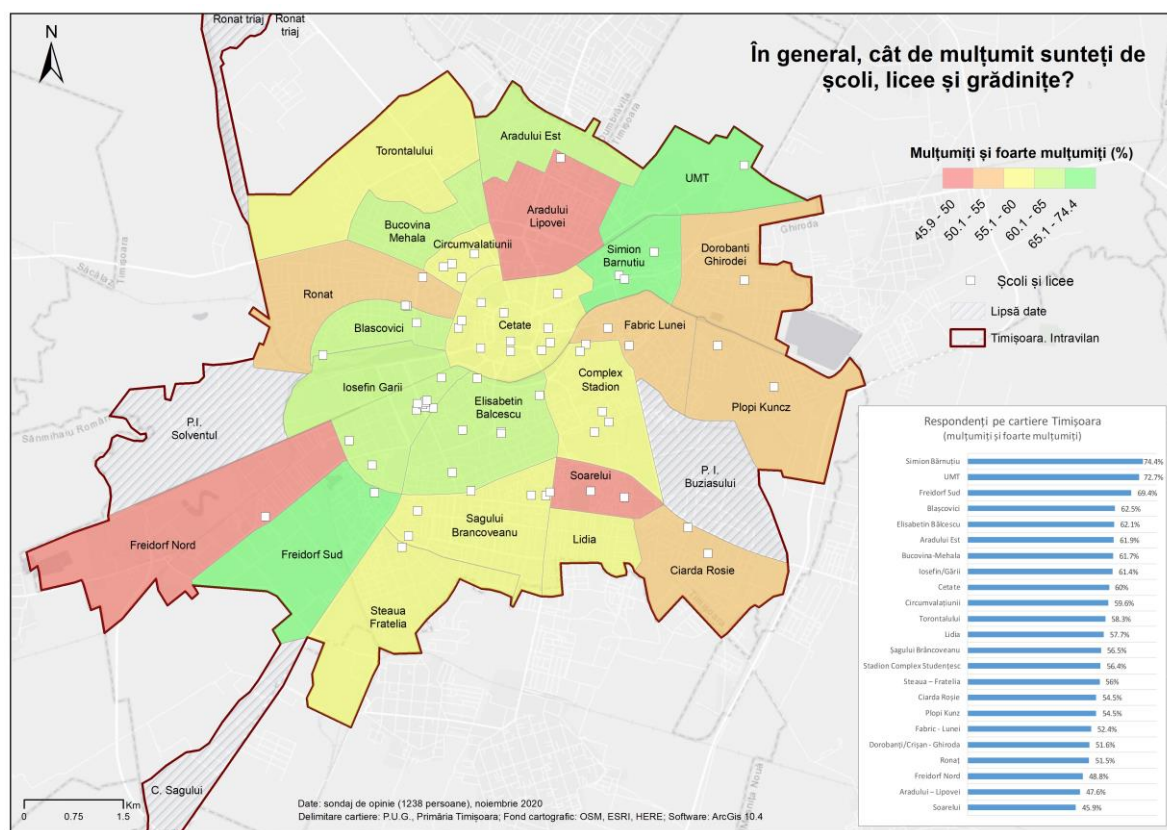 Ronat triaj
Ronat
triaj
N
În general, cât de mulțumit sunteți de
școli, licee și grădinițe?
Mulțumiți și foarte mulțumiți (%)
45.9 - 50
50.1 - 55
55.1 - 60
60.1 - 65
65.1 - 74.4
Școli și licee
Lipsă date
Timișoara. Intravilan
Dumbrăvița
Timișoara
Ghiroda
Timișoara
Sânmihaiu Român
Timișoara
Moșnița Nouă
Aradului Est
Torontalului
UMT
Aradului
Lipovei
Bucovina
Mehala
Circumvalatiunii
Simion
Barnutiu
Dorobanti
Ghirodei
Ronat
Cetate
Fabric Lunei
Blascovici
Complex
Stadion
Iosefin Garii
Elisabetin
Balcescu
Plopi Kuncz
P.I.
Solventul
P. I.
Buziasului
Soarelui
Sagului
Brancoveanu
Freidorf Nord
Freidorf Sud
Lidia
Ciarda Rosie
Steaua
Fratelia
C. Sagului
Km
0 0.75 1.5
Date: sondaj de opinie (1238 persoane), noiembrie 2020
Delimitare cartiere: P.U.G., Primăria Timișoara; Fond cartografic: OSM, ESRI, HERE; Software: ArcGis 10.4
Respondenți pe cartiere Timișoara
(mulțumiți și foarte mulțumiți)
Simion Bărnuțiu 74.4%
UMT 72.7%
Freidorf Sud 69.4%
Blașcovici 62.5%
Elisabetin Bălcescu 62.1%
Aradului Est 61.9%
Bucovina-Mehala 61.7%
Iosefin/Gării 61.4%
Cetate 60%
Circumvalațiunii 59.6%
Torontalului 58.3%
Lidia 57.7%
Șagului Brâncoveanu 56.5%
Stadion Complex Studențesc 56.4%
Steaua – Fratelia 56%
Ciarda Roșie 54.5%
Plopi Kunz 54.5%
Fabric - Lunei 52.4%
Dorobanți/Crișan - Ghiroda 51.6%
Ronaț 51.5%
Freidorf Nord 48.8%
Aradului – Lipovei 47.6%
Soarelui 45.9%